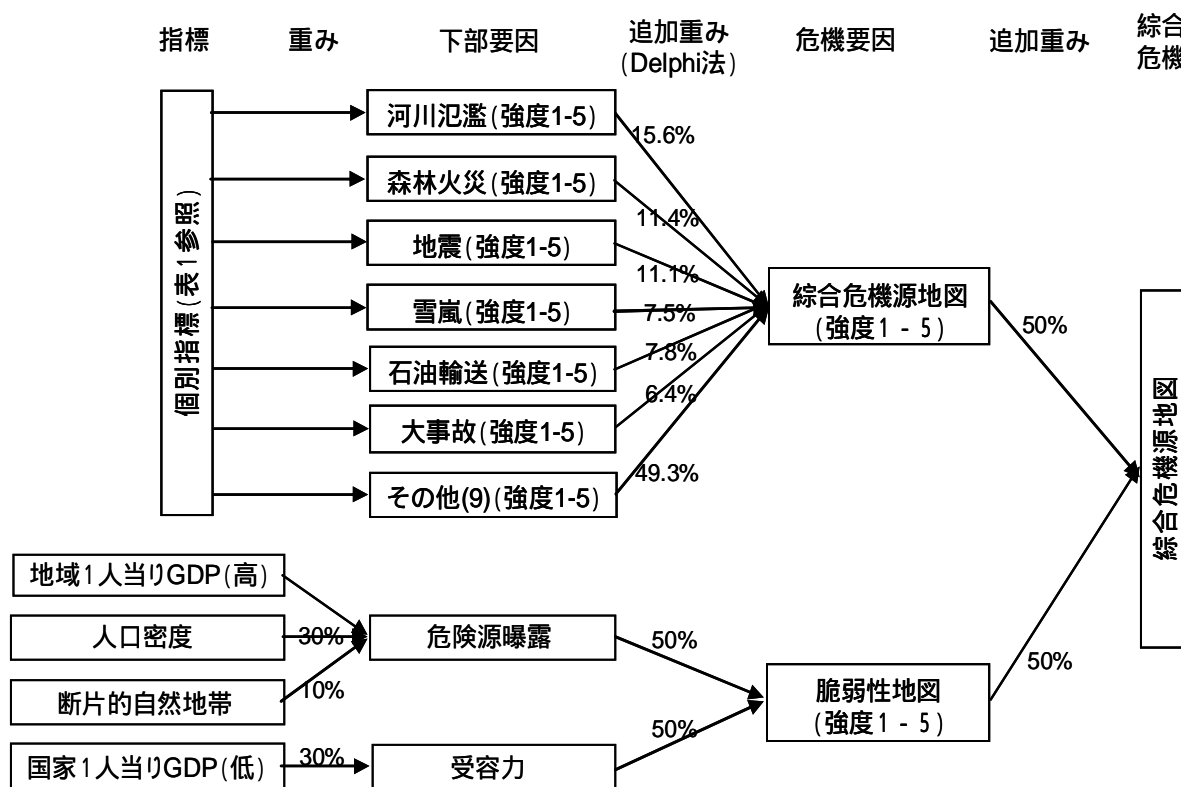 指標
重み
下部要因
追加重み
(Delphi法)
危機要因
追加重み
綜合
危機
個別指標(表1参照)
河川氾濫(強度1-5)
15.6%
森林火災(強度1-5)
11.4%
地震(強度1-5)
11.1%
雪嵐(強度1-5)
7.5%
石油輸送(強度1-5)
7.8%
大事故(強度1-5)
6.4%
その他(9)(強度1-5)
49.3%
綜合危機源地図
(強度1 - 5)
50%
綜合危機源地図
地域1人当りGDP(高)
人口密度
30%
断片的自然地帯
10%
国家1人当りGDP(低)
30%
危険源曝露
50%
受容力
50%
脆弱性地図
(強度1 - 5)
50%